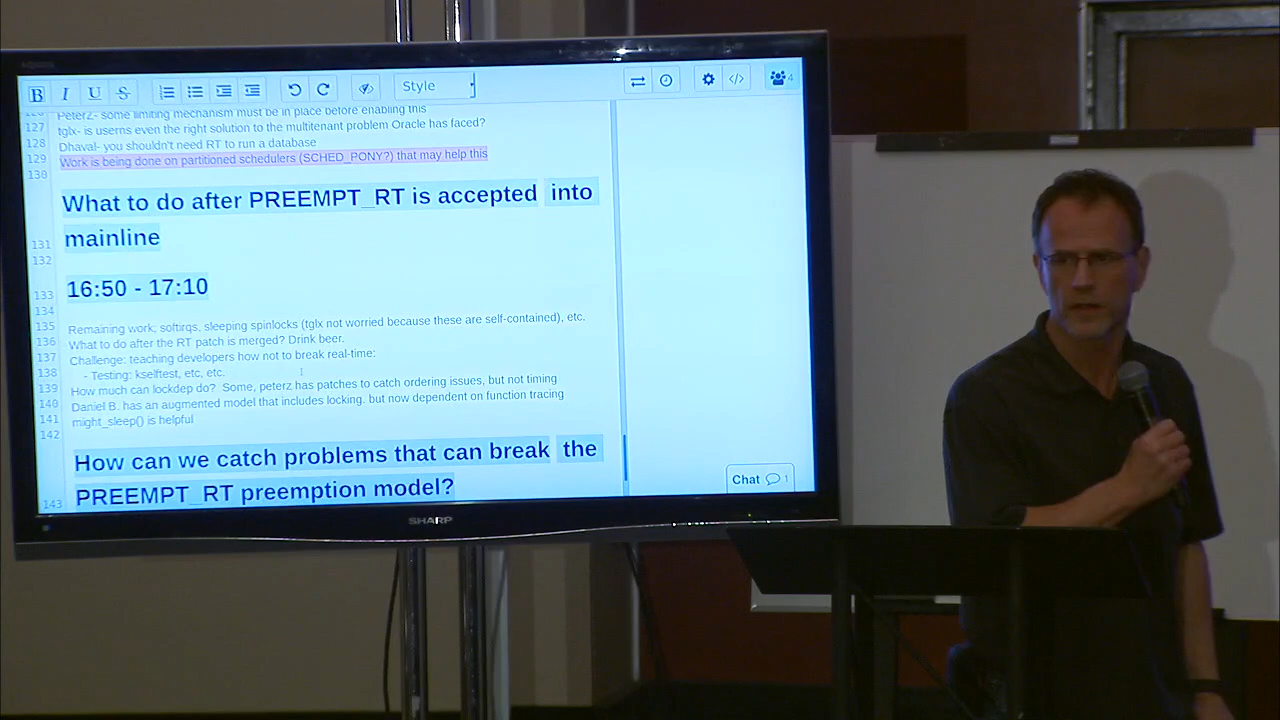 B I U S Style 4
126 PeterZ- some limiting mechanism must be in place before enabling this
127 tglx- is userns even the right solution to the multitenant problem Oracle has faced?
128 Dhaval- you shouldn't need RT to run a database
129 Work is being done on partitioned schedulers (SCHED_PONY?) that may help this
130
What to do after PREEMPT_RT is accepted into
131 mainline
132
133 16:50 - 17:10
134
135 Remaining work; softirqs, sleeping spinlocks (tglx not worried because these are self-contained), etc.
136 What to do after the RT patch is merged? Drink beer.
137 Challenge: teaching developers how not to break real-time:
138 - Testing: kselftest, etc, etc.
139 How much can lockdep do? Some, peterz has patches to catch ordering issues, but not timing
140 Daniel B. has an augmented model that includes locking. but now dependent on function tracing
141 might_sleep() is helpful
142
How can we catch problems that can break the
143 PREEMPT_RT preemption model?
Chat 1
SHARP